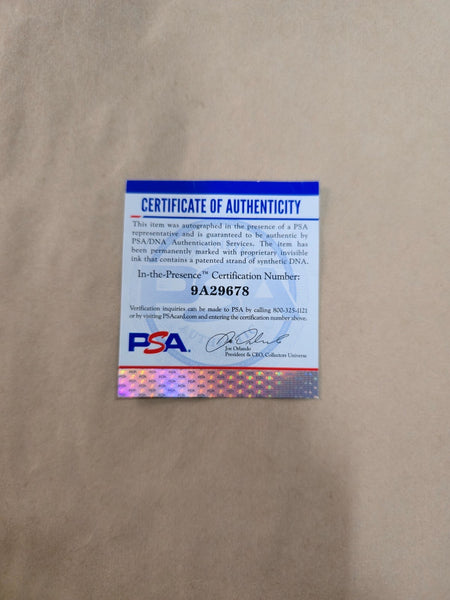 CERTIFICATE OF AUTHENTICITY
This item was autographed in the presence of a PSA
representative and is guaranteed to be authentic by
PSA/DNA Authentication Services. The item has
been permanently marked with proprietary invisible
ink that contains a patented strand of synthetic DNA.
In-the-Presence™ Certification Number:
9A29678
Verification inquiries can be made to PSA by calling 800-325-1121
or by visiting PSAcard.com and entering the certification number above.
PSA.
Joe Orlando
President & CEO, Collectors Universe